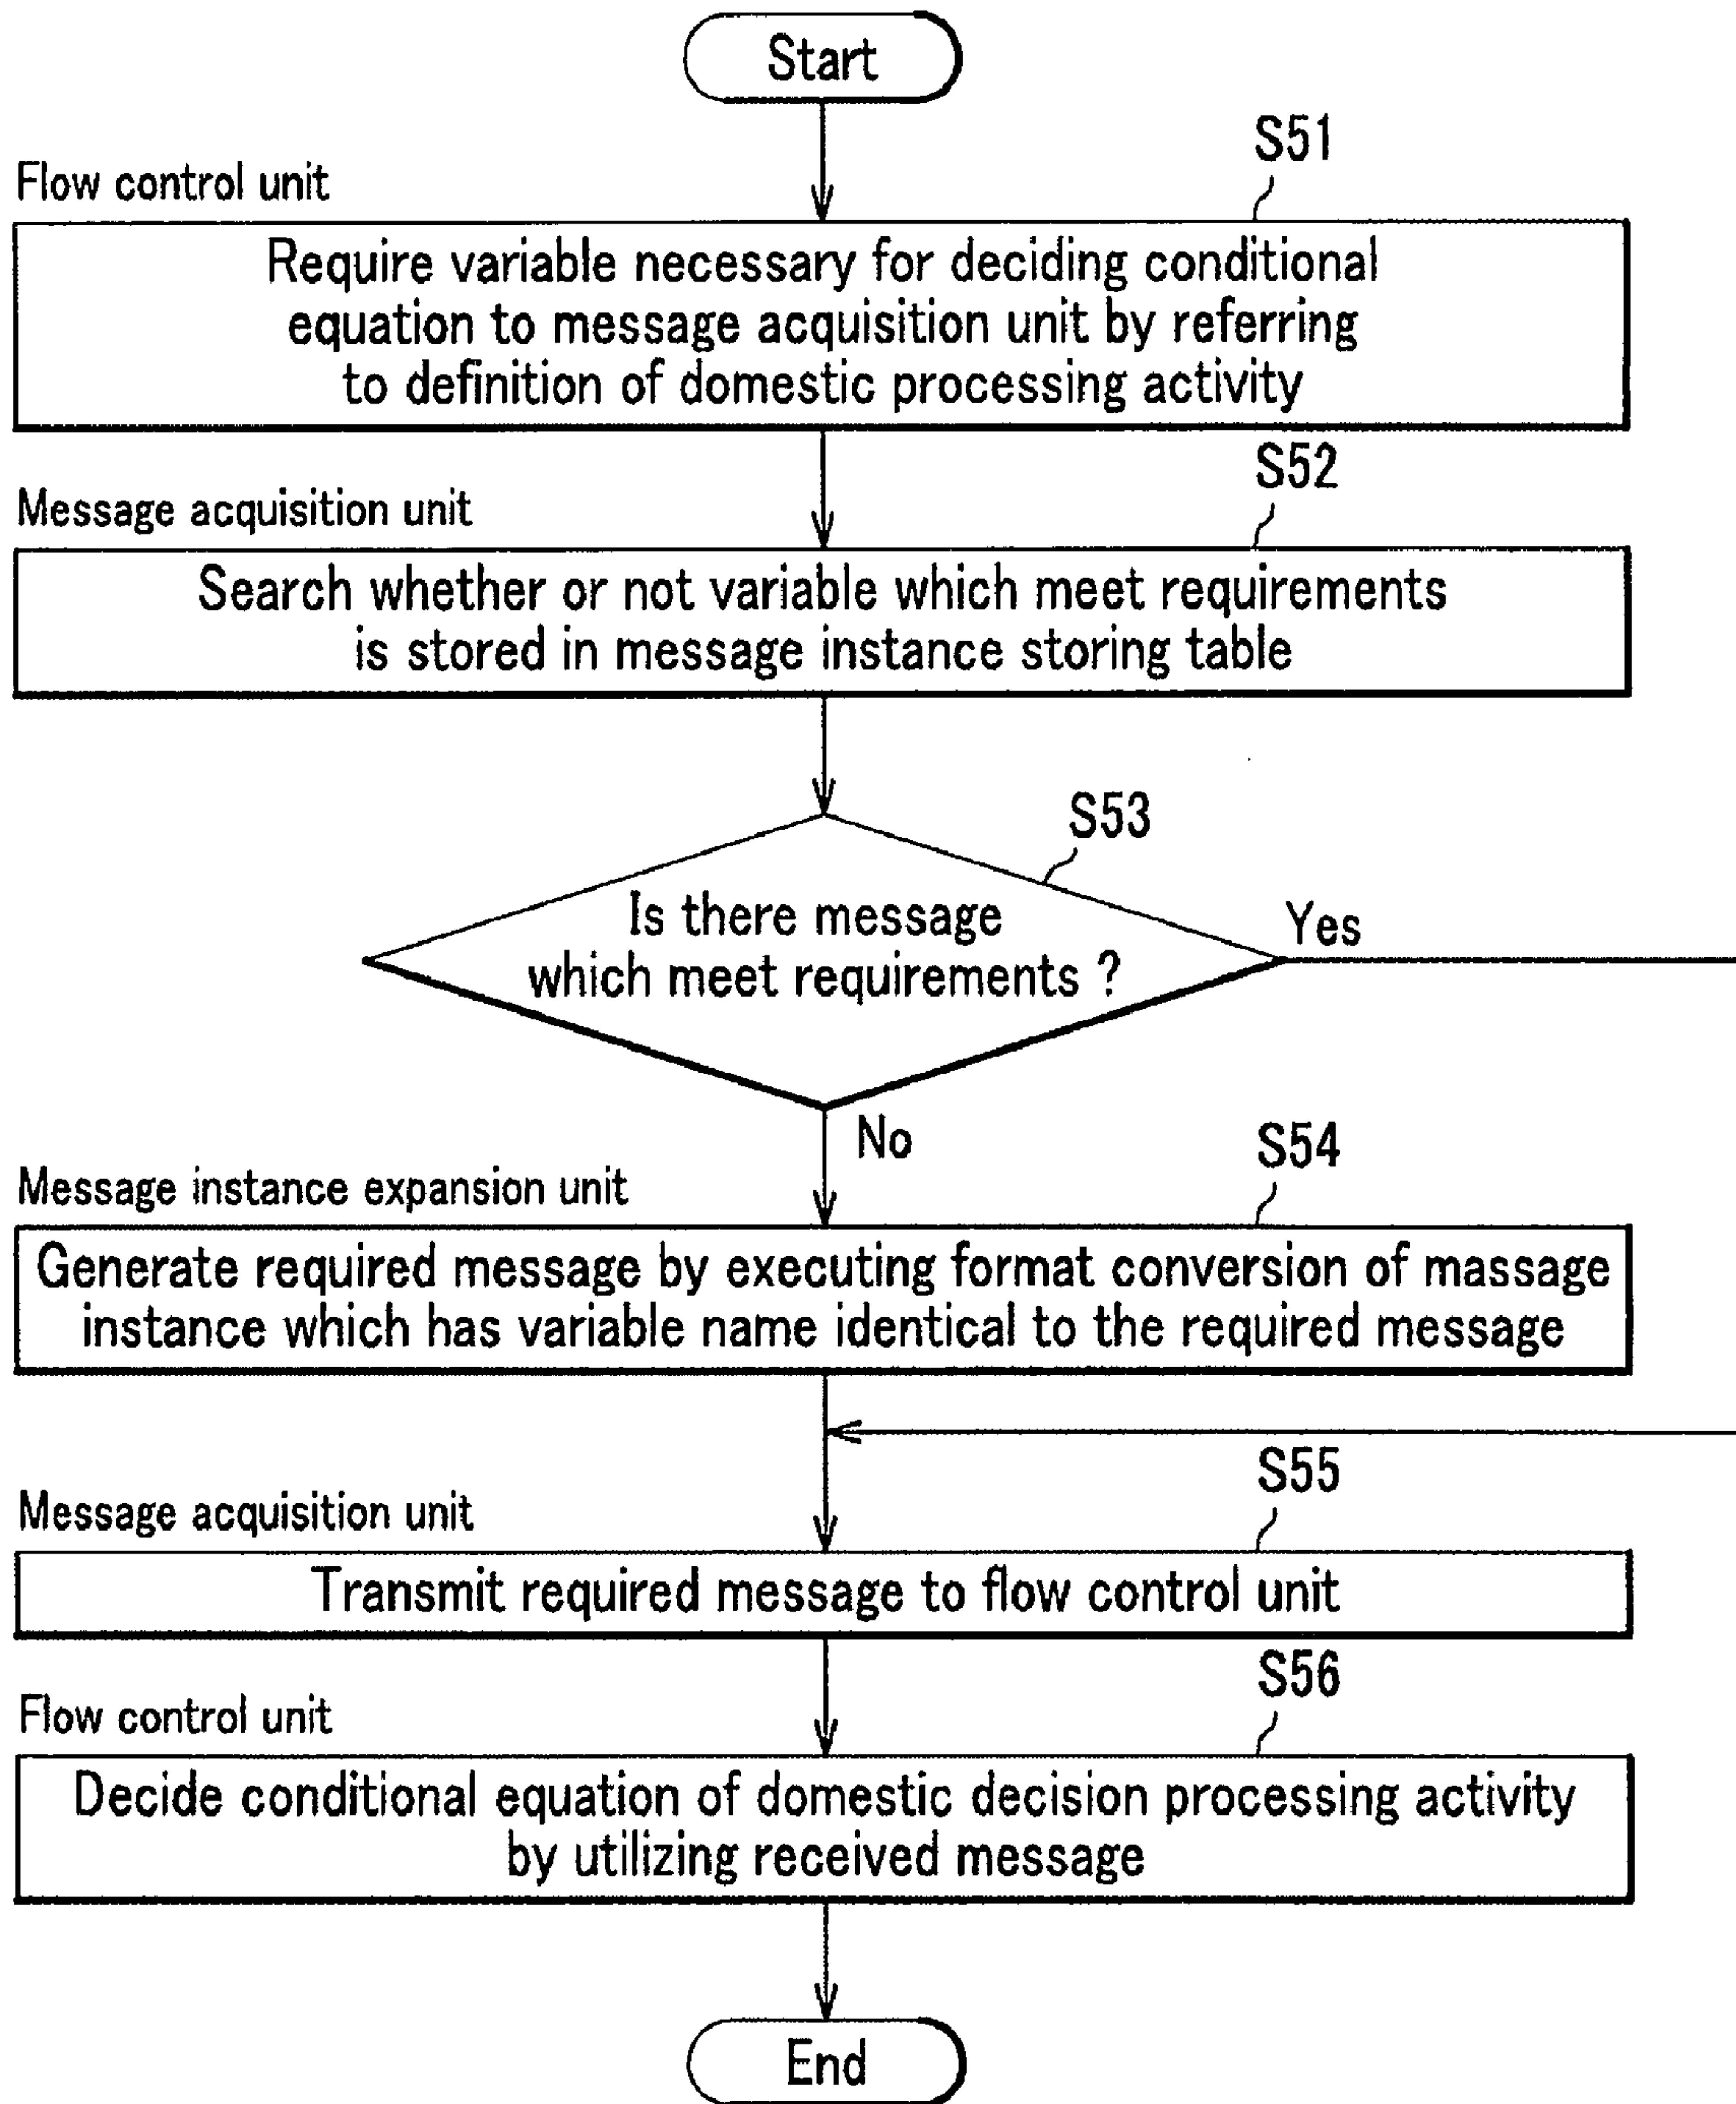 Start
S51
Flow control unit
Require variable necessary for deciding conditional
equation to message acquisition unit by referring
to definition of domestic processing activity
S52
Message acquisition unit
Search whether or not variable which meet requirements
is stored in message instance storing table
S53
Is there message
which meet requirements ?
Yes
No
S54
Message instance expansion unit
Generate required message by executing format conversion of massage
instance which has variable name identical to the required message
S55
Message acquisition unit
Transmit required message to flow control unit
S56
Flow control unit
Decide conditional equation of domestic decision processing activity
by utilizing received message
End